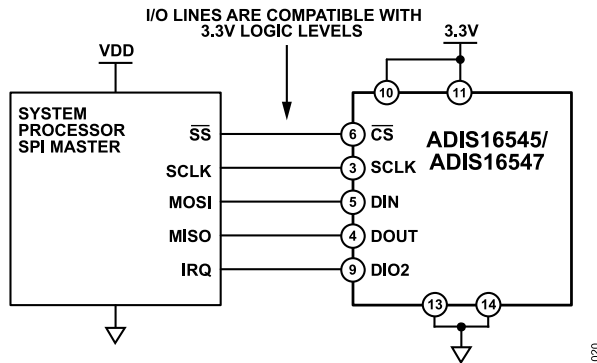 I/O LINES ARE COMPATIBLE WITH
3.3V LOGIC LEVELS
VDD
3.3V
10
11
SYSTEM
PROCESSOR
SPI MASTER
ADIS16545/
ADIS16547
SS
6
CS
SCLK
3
SCLK
MOSI
5
DIN
MISO
4
DOUT
IRQ
9
DIO2
13
14
020